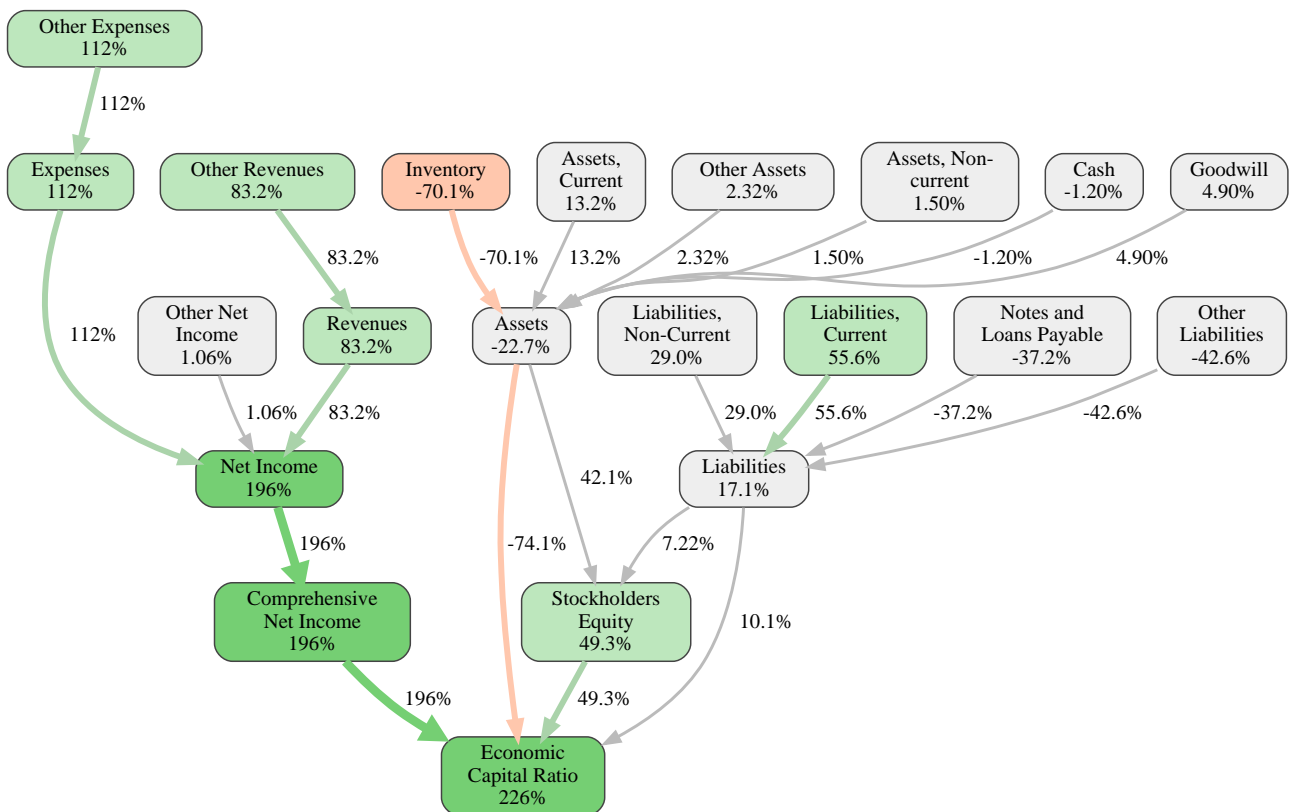 Other Expenses
112%
112%
Expenses
112%
Other Revenues
83.2%
Inventory
-70.1%
Assets,
Current
13.2%
Other Assets
2.32%
Assets, Non-
current
1.50%
Cash
-1.20%
Goodwill
4.90%
83.2%
-70.1%
13.2%
2.32%
1.50%
-1.20%
4.90%
112%
Other Net
Income
1.06%
Revenues
83.2%
Assets
-22.7%
Liabilities,
Non-Current
29.0%
Liabilities,
Current
55.6%
Notes and
Loans Payable
-37.2%
Other
Liabilities
-42.6%
1.06%
83.2%
29.0%
55.6%
-37.2%
-42.6%
Net Income
196%
42.1%
Liabilities
17.1%
196%
-74.1%
7.22%
Comprehensive
Net Income
196%
Stockholders
Equity
49.3%
10.1%
196%
49.3%
Economic
Capital Ratio
226%